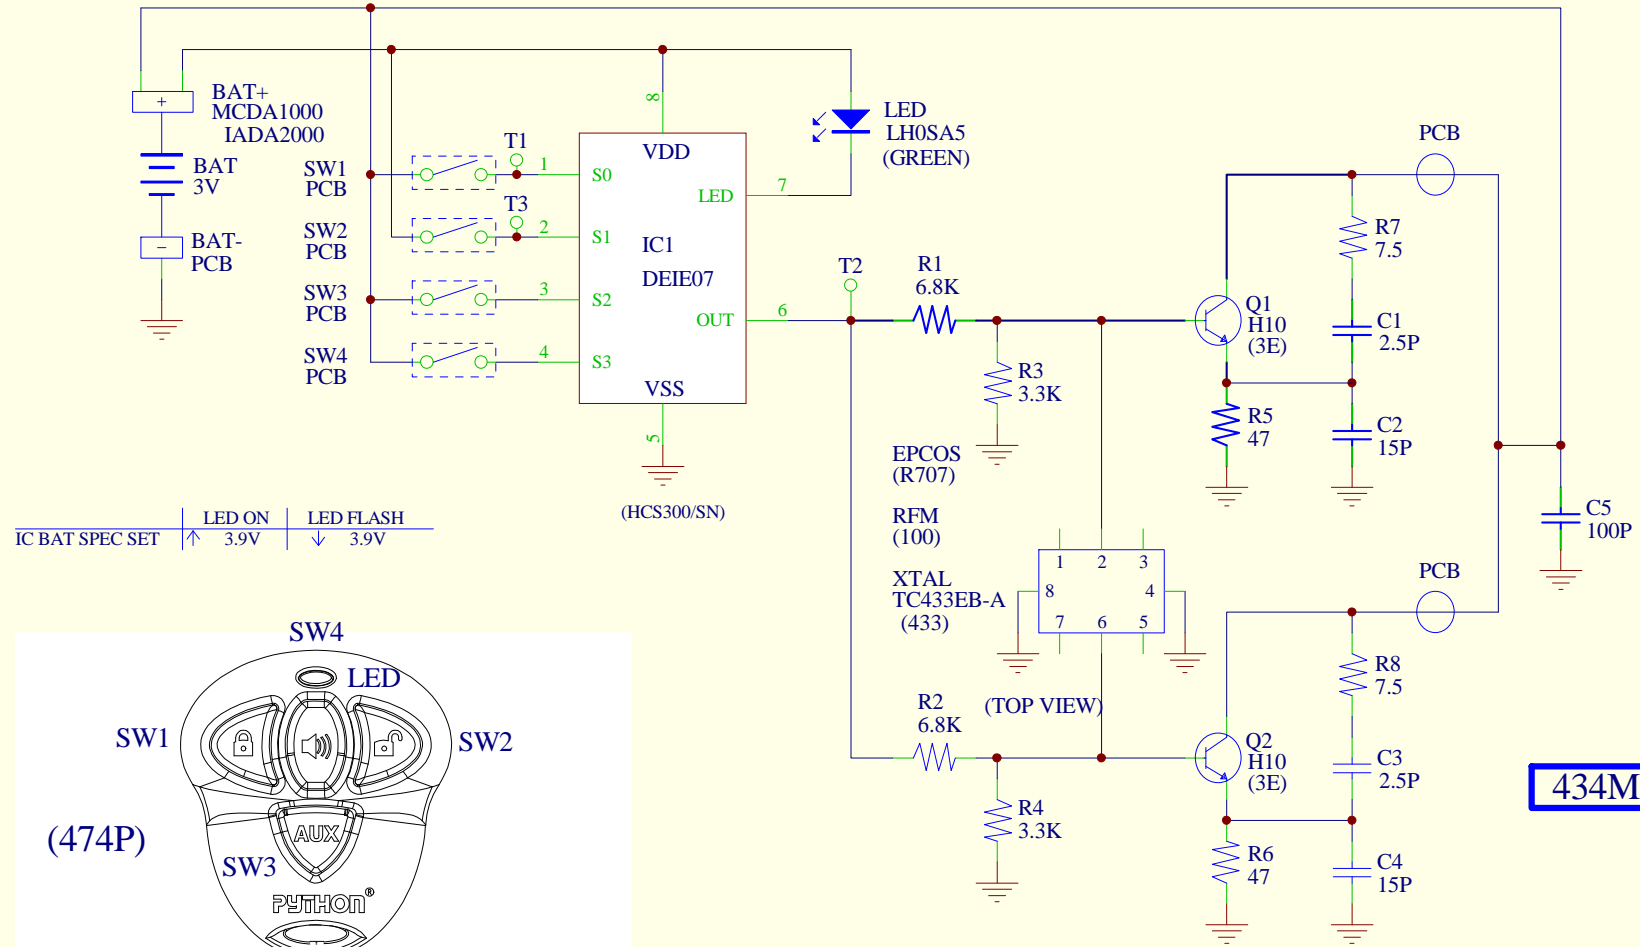 BAT+
MCDA1000
IADA2000
+
BAT
3V
−
BAT-
PCB
SW1
PCB
SW2
PCB
SW3
PCB
SW4
PCB
T1
T3
1
2
3
4
8
VDD
S0
S1
S2
S3
LED
IC1
DEIE07
OUT
VSS
7
6
5
(HCS300/SN)
LED
LH0SA5
(GREEN)
T2
R1
6.8K
R3
3.3K
Q1
H10
(3E)
R5
47
PCB
R7
7.5
C1
2.5P
C2
15P
C5
100P
EPCOS
(R707)
RFM
(100)
XTAL
TC433EB-A
(433)
1 2 3
8 4
7 6 5
(TOP VIEW)
R2
6.8K
R4
3.3K
Q2
H10
(3E)
R6
47
PCB
R8
7.5
C3
2.5P
C4
15P
434M
LED ON LED FLASH
IC BAT SPEC SET 3.9V 3.9V
SW4
LED
SW1
SW2
(474P)
AUX
SW3
PYTHON®